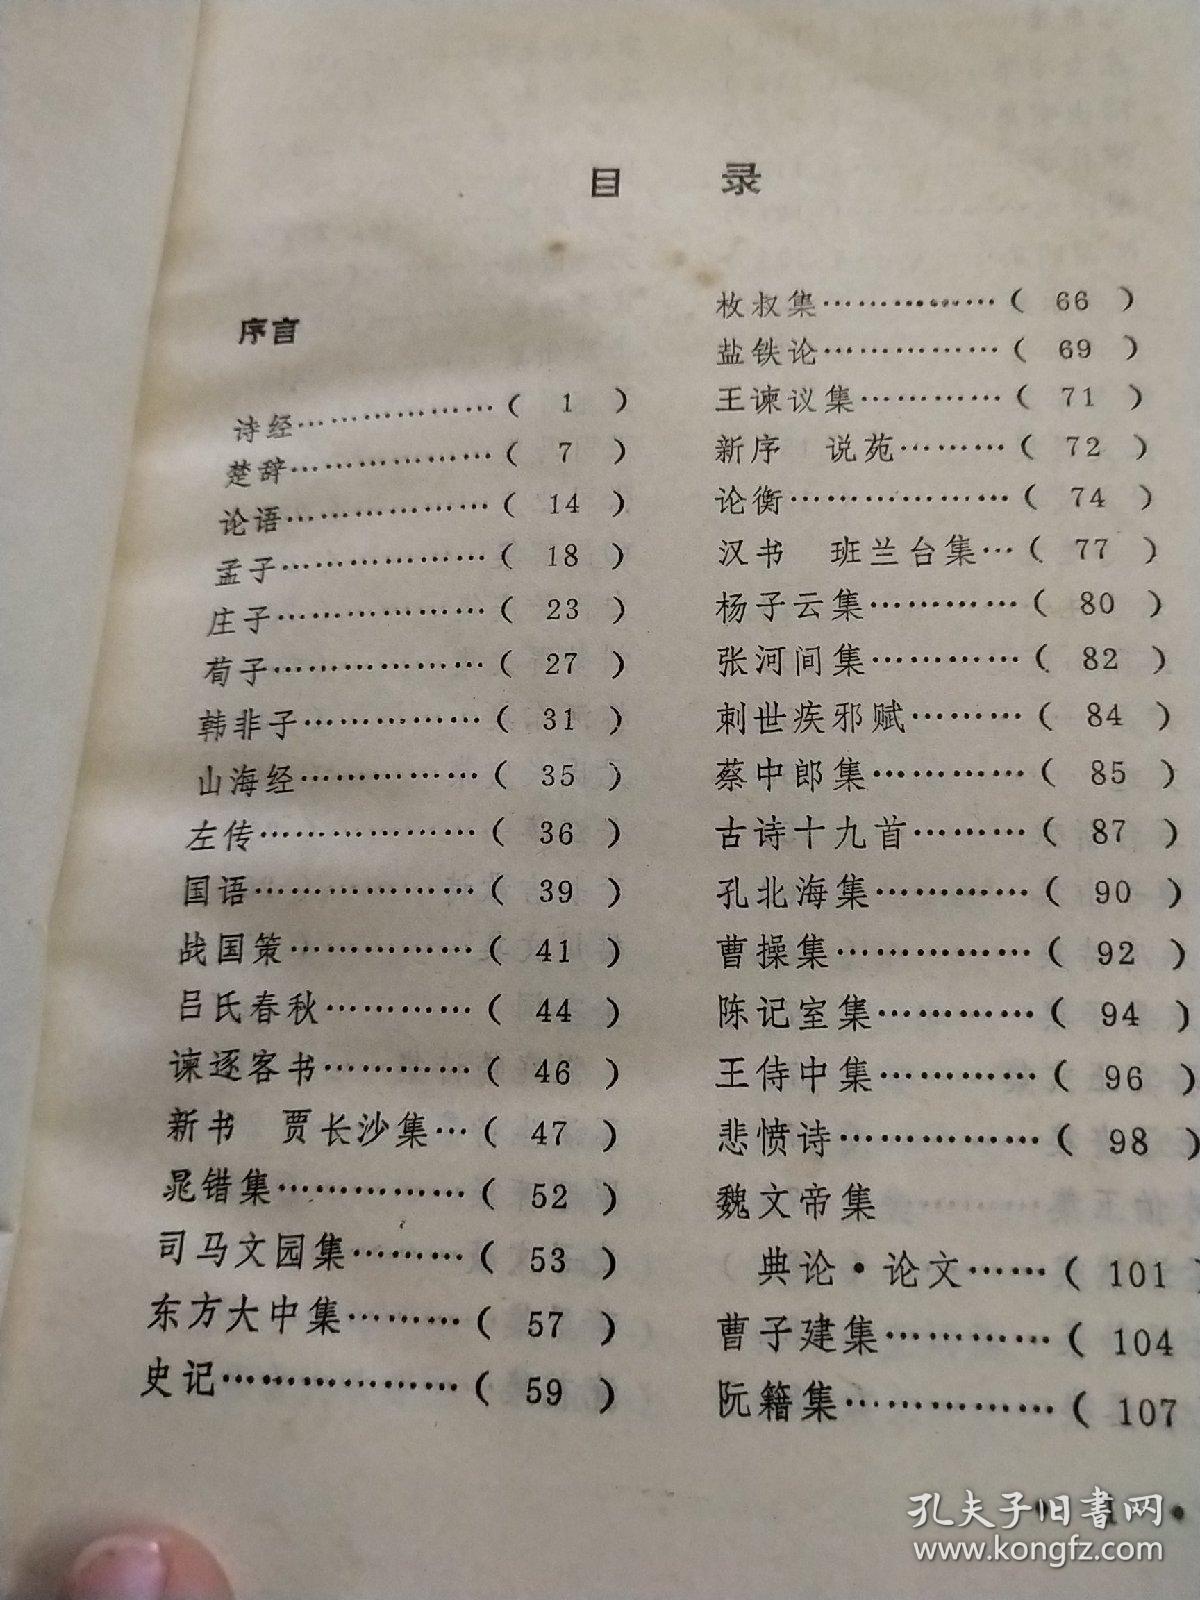 目 录
序言
诗经………………( 1 )
楚辞………………( 7 )
论语………………( 14 )
孟子………………( 18 )
庄子………………( 23 )
荀子………………( 27 )
韩非子……………( 31 )
山海经……………( 35 )
左传………………( 36 )
国语………………( 39 )
战国策……………( 41 )
吕氏春秋…………( 44 )
谏逐客书…………( 46 )
新书 贾长沙集…( 47 )
晁错集……………( 52 )
司马文园集………( 53 )
东方大中集………( 57 )
史记………………( 59 )
枚叔集……………( 66 )
盐铁论……………( 69 )
王谏议集…………( 71 )
新序 说苑………( 72 )
论衡………………( 74 )
汉书 班兰台集…( 77 )
杨子云集…………( 80 )
张河间集…………( 82 )
刺世疾邪赋………( 84 )
蔡中郎集…………( 85 )
古诗十九首………( 87 )
孔北海集…………( 90 )
曹操集……………( 92 )
陈记室集…………( 94 )
王侍中集…………( 96 )
悲愤诗……………( 98 )
魏文帝集
典论·论文……( 101 )
曹子建集…………( 104
阮籍集……………( 107
孔夫子旧書网
www.kongfz.com